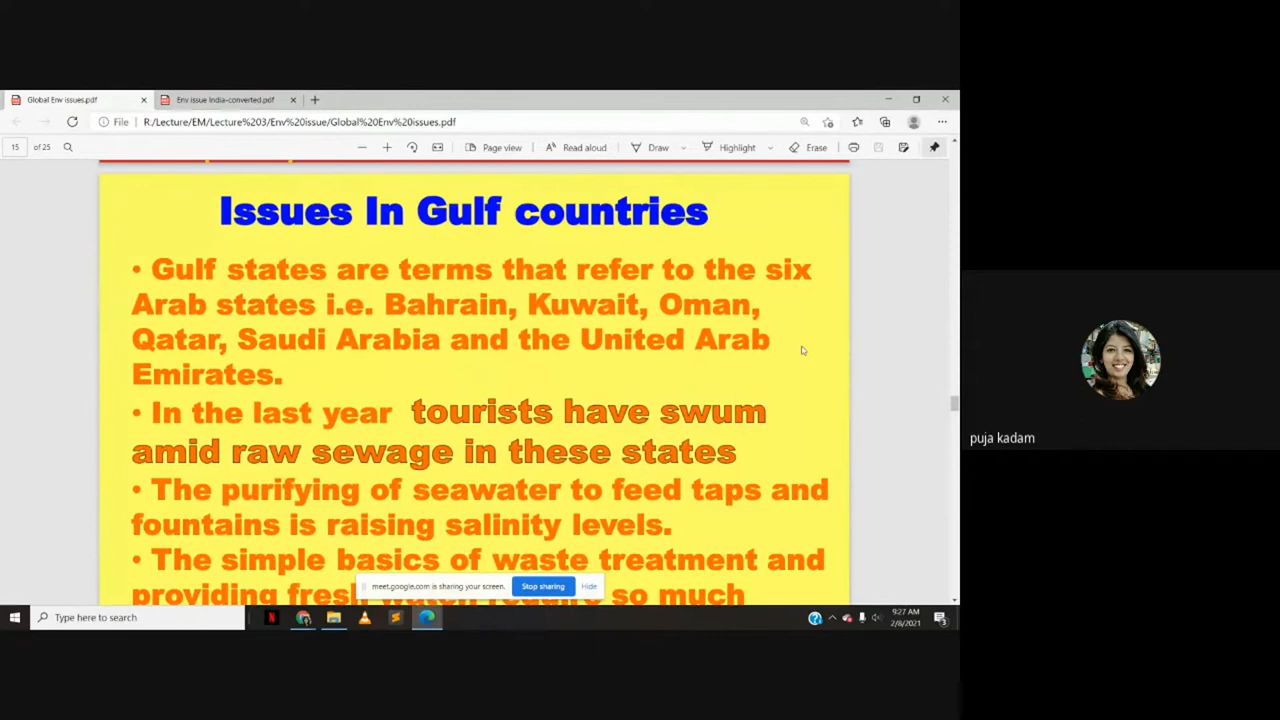 Global Env issues.pdf
Env issue India-converted.pdf
File R:/Lecture/EM/Lecture%203/Env%20issue/Global%20Env%20issues.pdf
15 of 25 Page view Read aloud Draw Highlight Erase
Issues In Gulf countries
• Gulf states are terms that refer to the six
Arab states i.e. Bahrain, Kuwait, Oman,
Qatar, Saudi Arabia and the United Arab
Emirates.
• In the last year tourists have swum
amid raw sewage in these states
• The purifying of seawater to feed taps and
fountains is raising salinity levels.
• The simple basics of waste treatment and
providing fresh water require so much
meet.google.com is sharing your screen. Stop sharing Hide
puja kadam
Type here to search
9:27 AM
2/8/2021
3